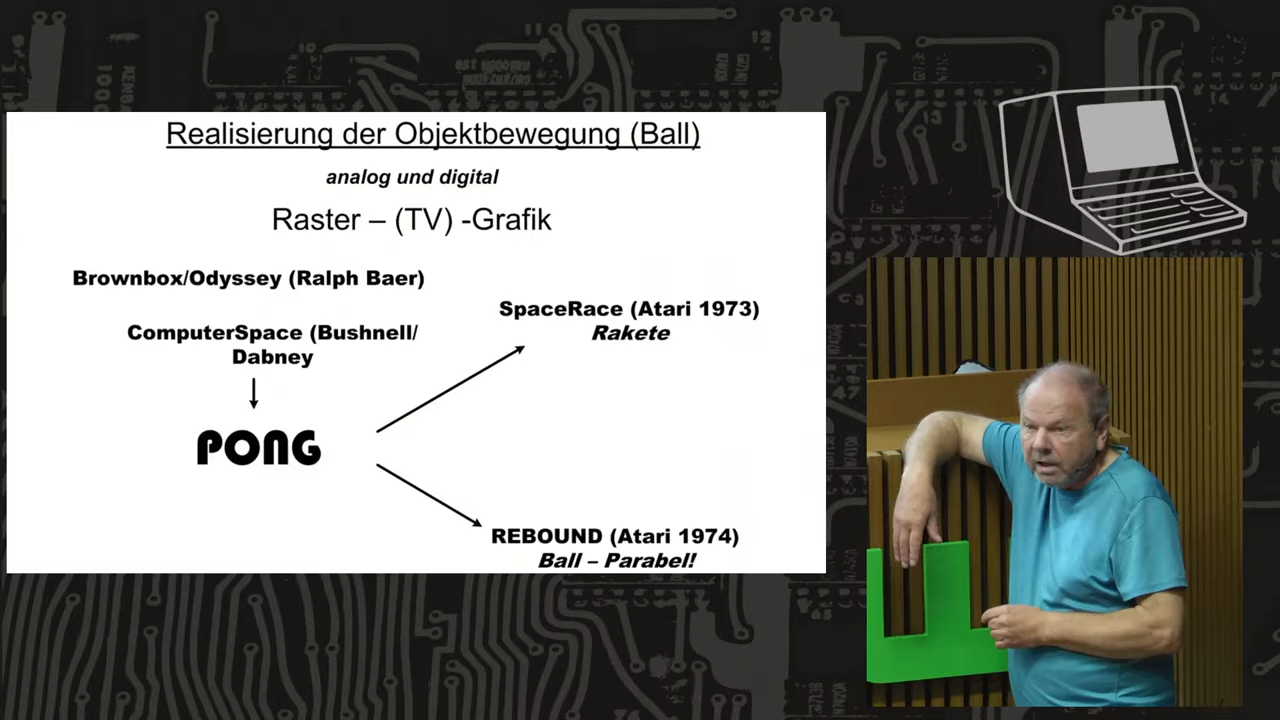 Realisierung der Objektbewegung (Ball)
analog und digital
Raster – (TV) -Grafik
Brownbox/Odyssey (Ralph Baer)
SpaceRace (Atari 1973)
Rakete
ComputerSpace (Bushnell/
Dabney
PONG
REBOUND (Atari 1974)
Ball – Parabel!